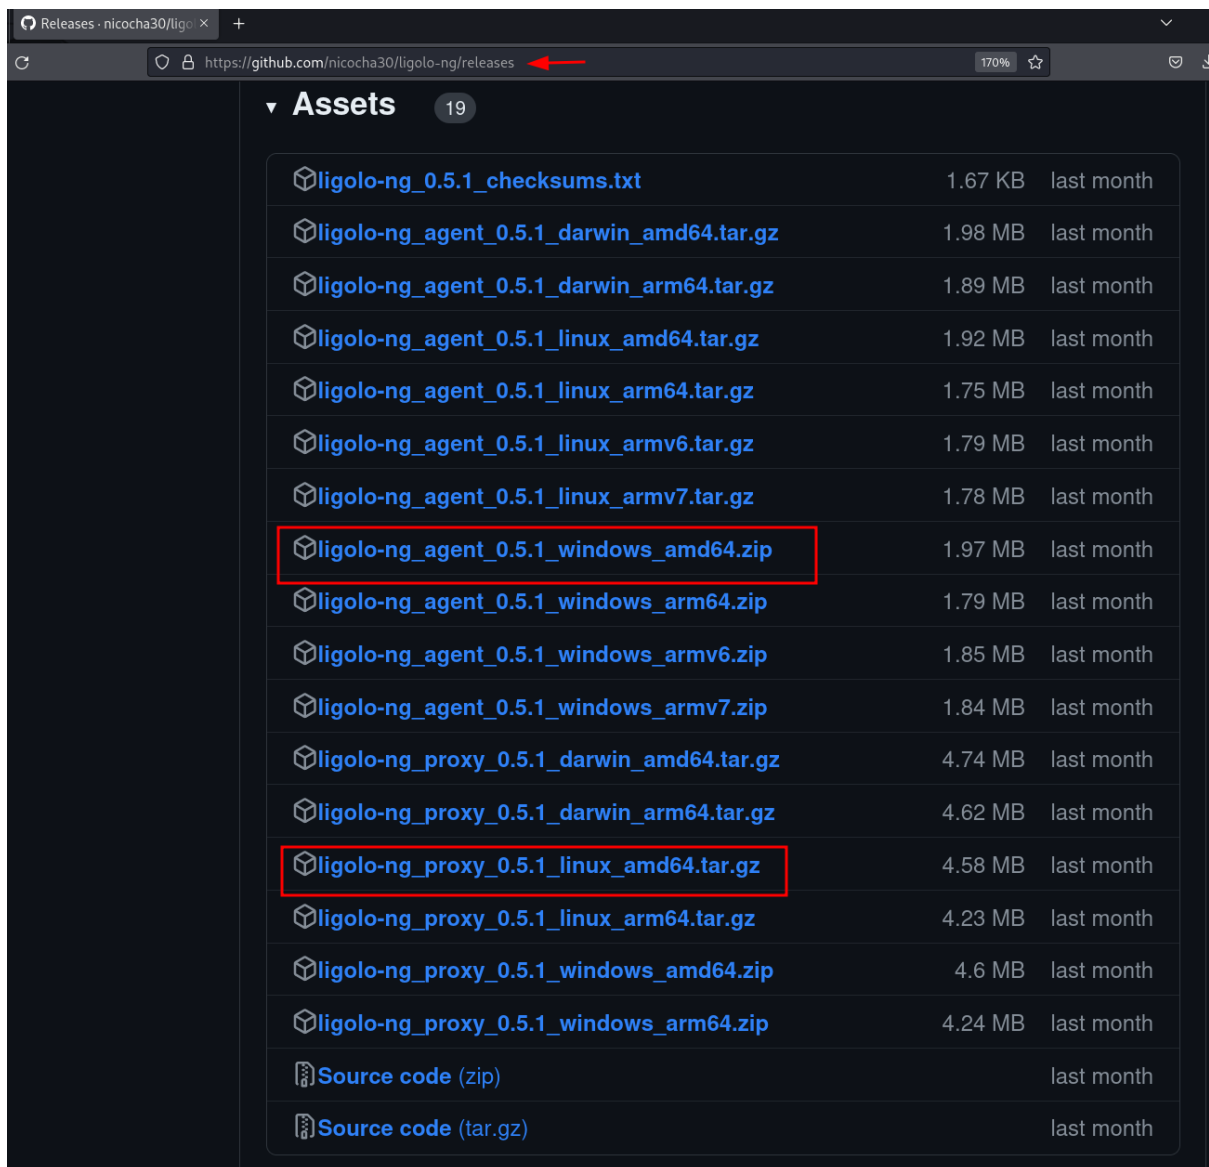 Releases · nicocha30/ligo
https://github.com/nicocha30/ligolo-ng/releases 170%
Assets 19
ligolo-ng_0.5.1_checksums.txt 1.67 KB last month
ligolo-ng_agent_0.5.1_darwin_amd64.tar.gz 1.98 MB last month
ligolo-ng_agent_0.5.1_darwin_arm64.tar.gz 1.89 MB last month
ligolo-ng_agent_0.5.1_linux_amd64.tar.gz 1.92 MB last month
ligolo-ng_agent_0.5.1_linux_arm64.tar.gz 1.75 MB last month
ligolo-ng_agent_0.5.1_linux_armv6.tar.gz 1.79 MB last month
ligolo-ng_agent_0.5.1_linux_armv7.tar.gz 1.78 MB last month
ligolo-ng_agent_0.5.1_windows_amd64.zip 1.97 MB last month
ligolo-ng_agent_0.5.1_windows_arm64.zip 1.79 MB last month
ligolo-ng_agent_0.5.1_windows_armv6.zip 1.85 MB last month
ligolo-ng_agent_0.5.1_windows_armv7.zip 1.84 MB last month
ligolo-ng_proxy_0.5.1_darwin_amd64.tar.gz 4.74 MB last month
ligolo-ng_proxy_0.5.1_darwin_arm64.tar.gz 4.62 MB last month
ligolo-ng_proxy_0.5.1_linux_amd64.tar.gz 4.58 MB last month
ligolo-ng_proxy_0.5.1_linux_arm64.tar.gz 4.23 MB last month
ligolo-ng_proxy_0.5.1_windows_amd64.zip 4.6 MB last month
ligolo-ng_proxy_0.5.1_windows_arm64.zip 4.24 MB last month
Source code (zip) last month
Source code (tar.gz) last month